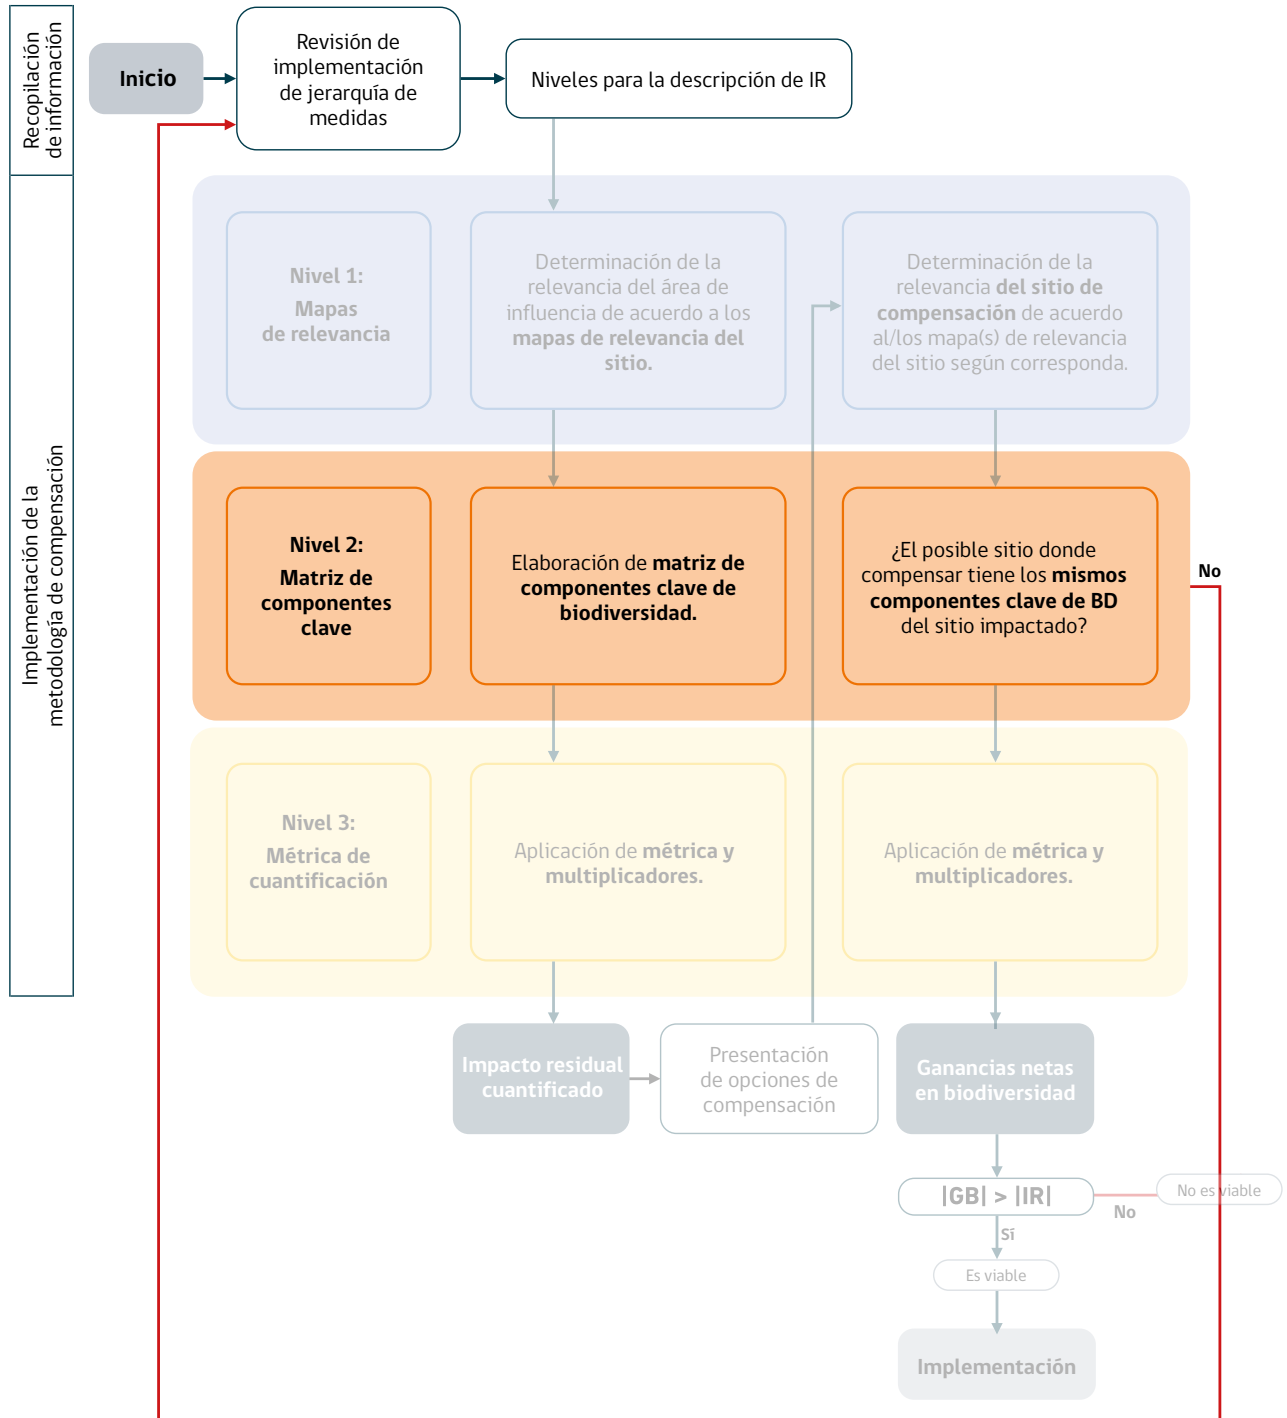 Recopilación
de información
Inicio
Revisión de
implementación
de jerarquía de
medidas
Niveles para la descripción de IR
Implementación de la
metodología de compensación
Nivel 1:
Mapas
de relevancia
Determinación de la
relevancia del área de
influencia de acuerdo a los
mapas de relevancia del
sitio.
Determinación de la
relevancia del sitio de
compensación de acuerdo
al/los mapa(s) de relevancia
del sitio según corresponda.
Nivel 2:
Matriz de
componentes
clave
Elaboración de matriz de
componentes clave de
biodiversidad.
¿El posible sitio donde
compensar tiene los mismos
componentes clave de BD
del sitio impactado?
No
Nivel 3:
Métrica de
cuantificación
Aplicación de métrica y
multiplicadores.
Aplicación de métrica y
multiplicadores.
Impacto residual
cuantificado
Presentación
de opciones de
compensación
Ganancias netas
en biodiversidad
|GB| > |IR|
No
No es viable
Sí
Es viable
Implementación